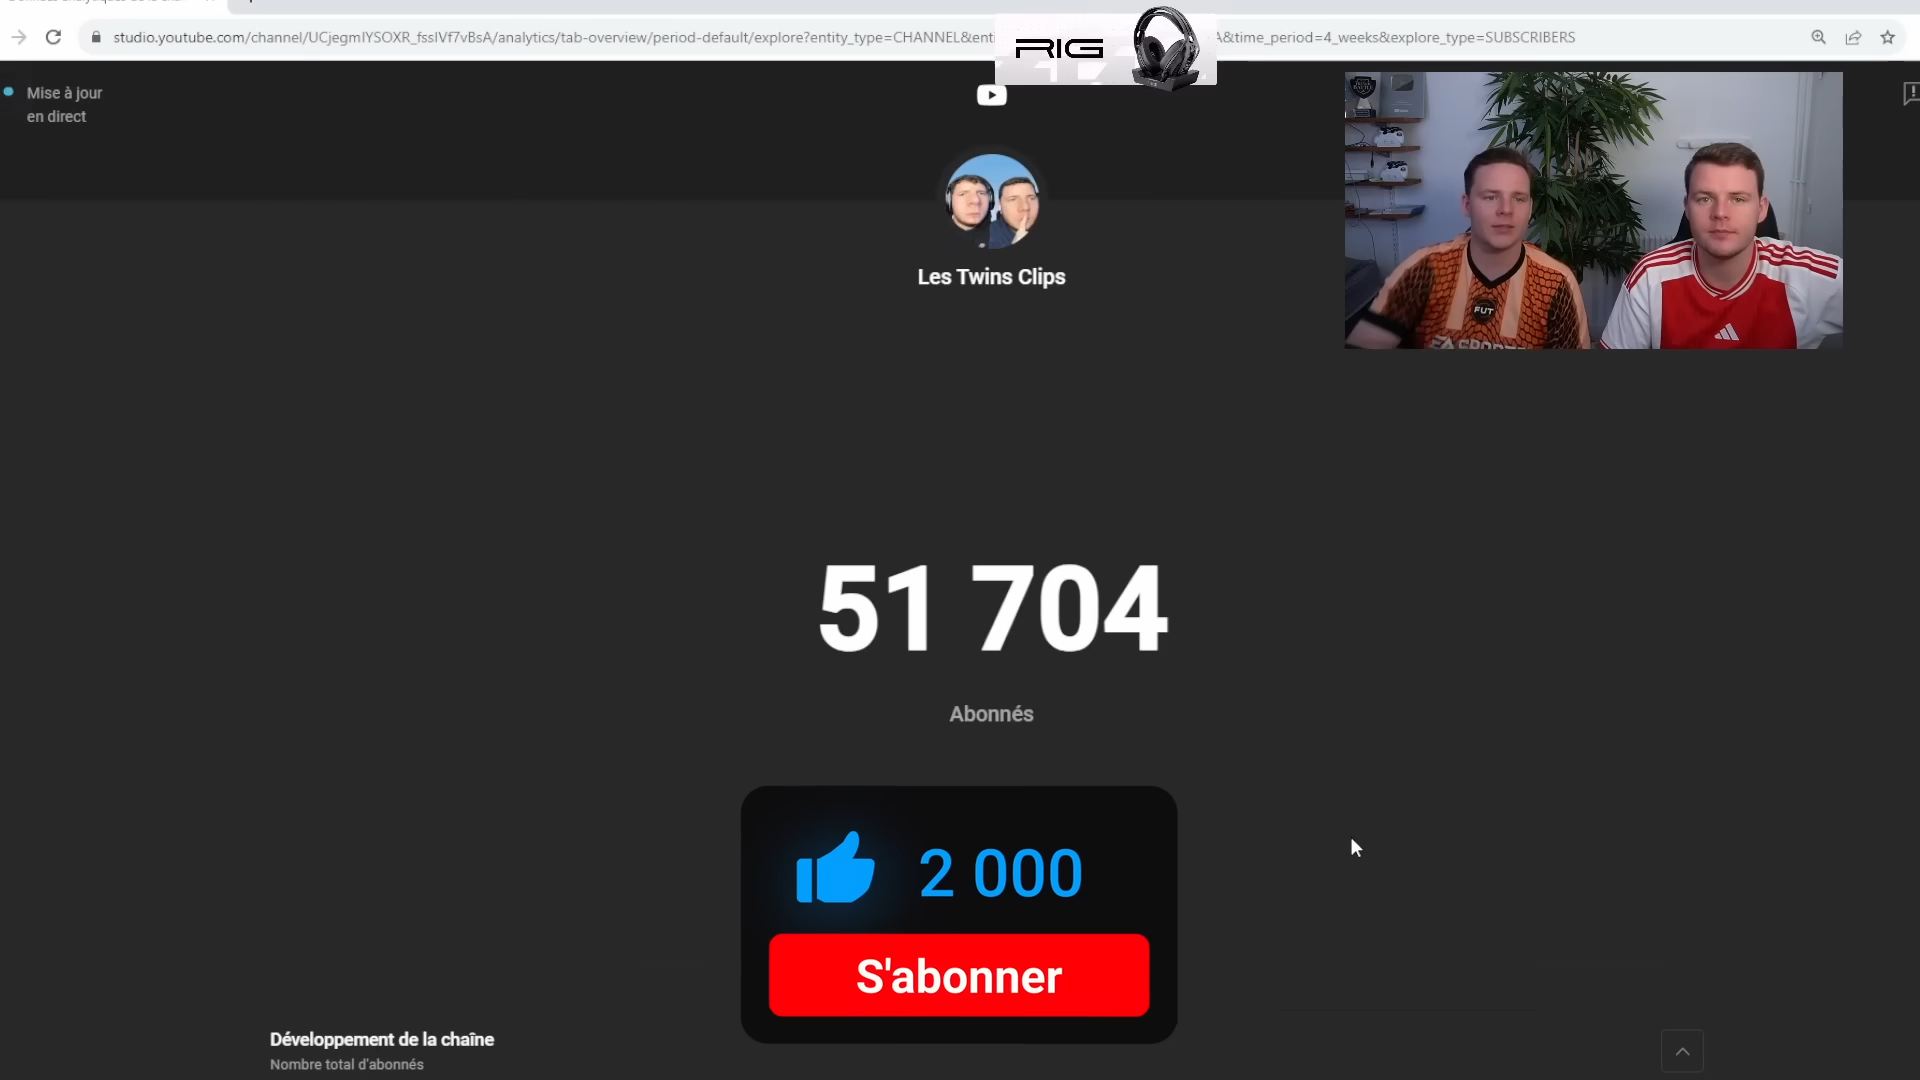 studio.youtube.com/channel/UCjegmIYSOXR_fssIVf7vBsA/analytics/tab-overview/period-default/explore?entity_type=CHANNEL&enti
A&time_period=4_weeks&explore_type=SUBSCRIBERS
RIG
Mise à jour
en direct
Les Twins Clips
FUT
51 704
Abonnés
2 000
S'abonner
Développement de la chaîne
Nombre total d'abonnés